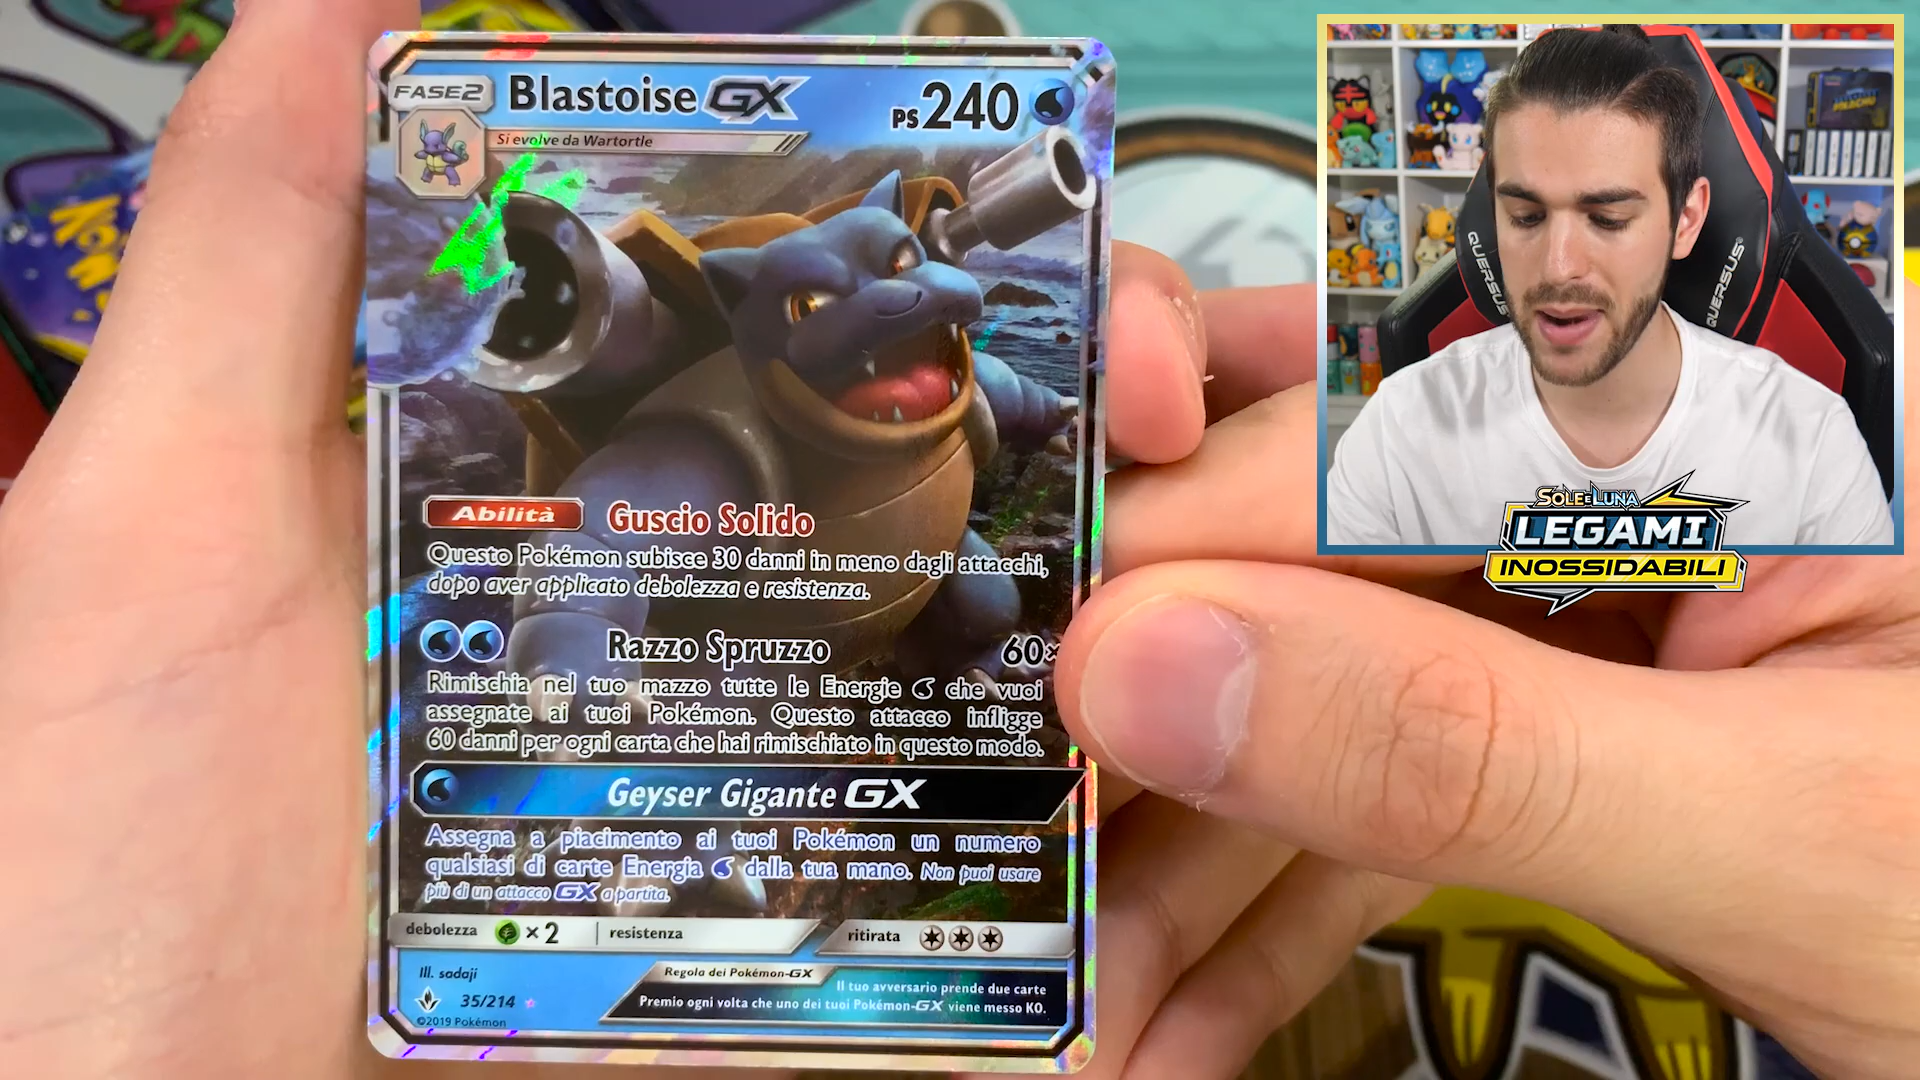 FASE2
Blastoise GX
PS240
Si evolve da Wartortle
Abilità Guscio Solido
Questo Pokémon subisce 30 danni in meno dagli attacchi,
dopo aver applicato debolezza e resistenza.
Razzo Spruzzo 60×
Rimischia nel tuo mazzo tutte le Energie che vuoi
assegnate ai tuoi Pokémon. Questo attacco infligge
60 danni per ogni carta che hai rimischiato in questo modo.
Geyser Gigante GX
Assegna a piacimento ai tuoi Pokémon un numero
qualsiasi di carte Energia dalla tua mano. Non puoi usare
più di un attacco GX a partita.
debolezza ×2 resistenza ritirata
Ill. sadaji
35/214
©2019 Pokémon
Regola dei Pokémon-GX
Il tuo avversario prende due carte
Premio ogni volta che uno dei tuoi Pokémon-GX viene messo KO.
QUERSUS
QUERSUS
SOLE E LUNA
LEGAMI
INOSSIDABILI